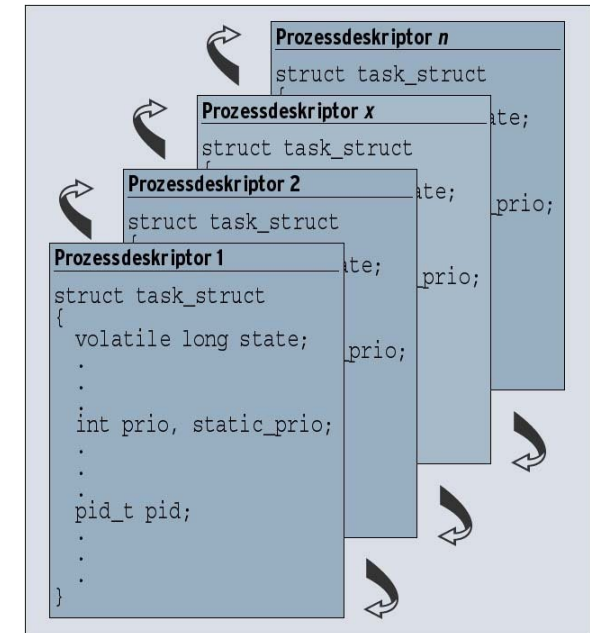 Prozessdeskriptor n
struct task_struct
{
ate;
prio;
Prozessdeskriptor x
struct task_struct
{
ate;
_prio;
Prozessdeskriptor 2
struct task_struct
{
ate;
prio;
Prozessdeskriptor 1
struct task_struct
{
volatile long state;
.
.
.
int prio, static_prio;
.
.
.
pid_t pid;
.
.
.
}